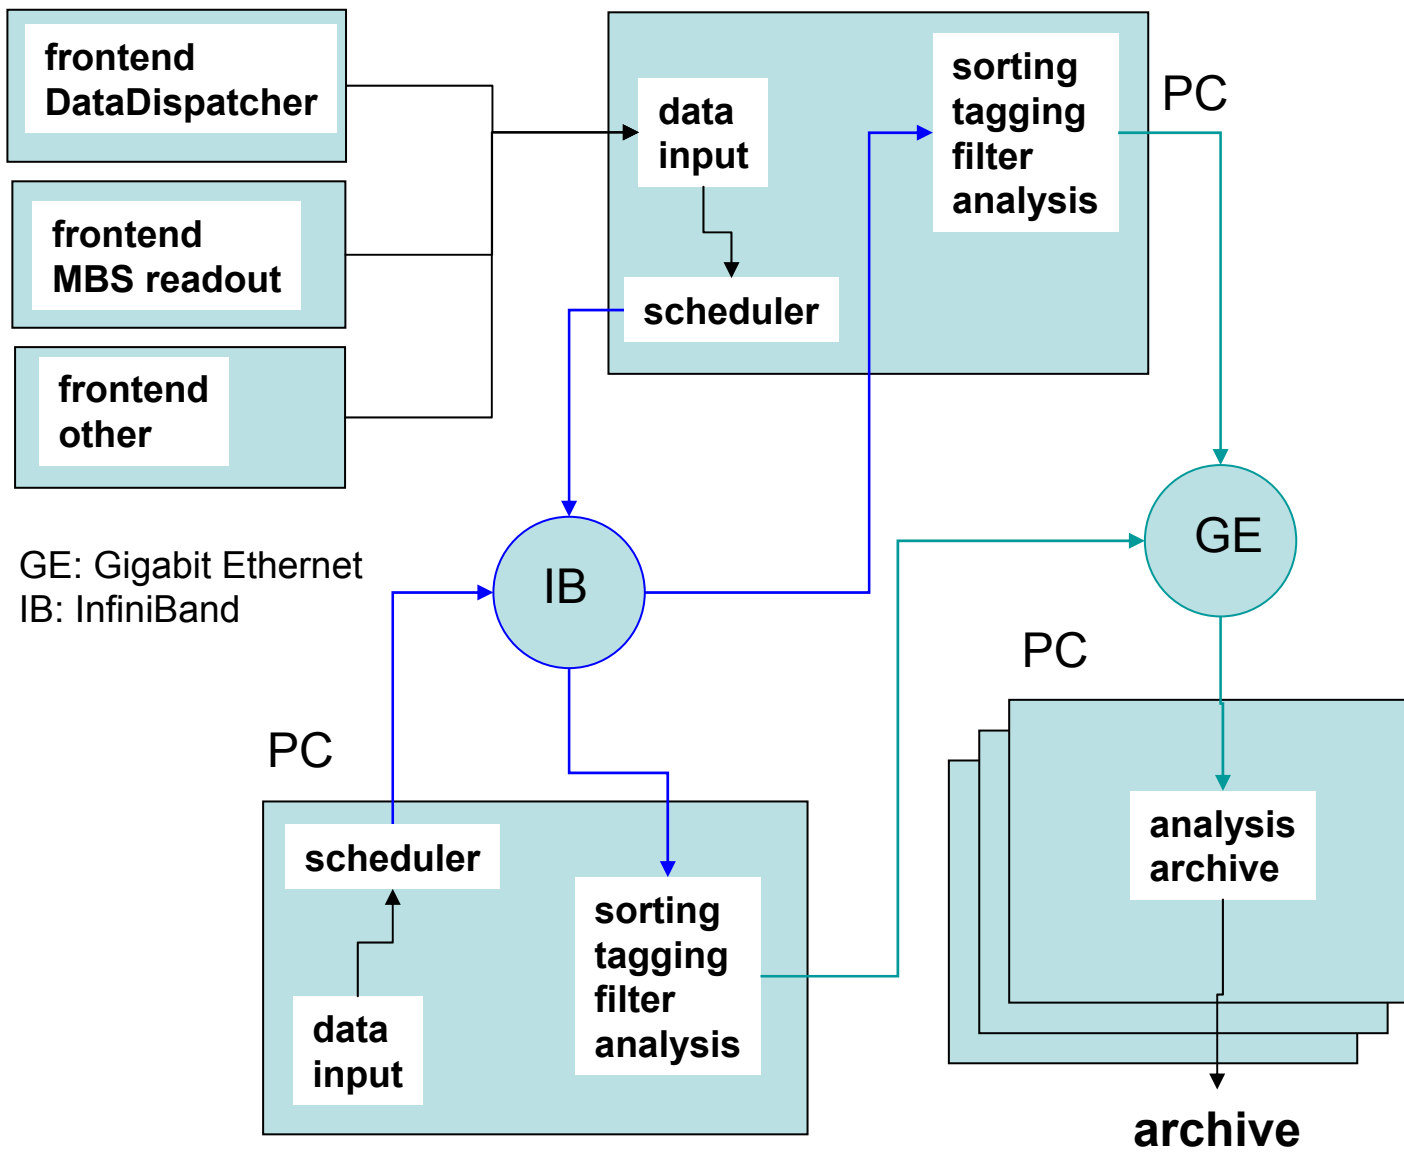 frontend
DataDispatcher
frontend
MBS readout
frontend
other
data
input
scheduler
sorting
tagging
filter
analysis
PC
GE: Gigabit Ethernet
IB: InfiniBand
IB
GE
PC
scheduler
data
input
sorting
tagging
filter
analysis
PC
analysis
archive
archive